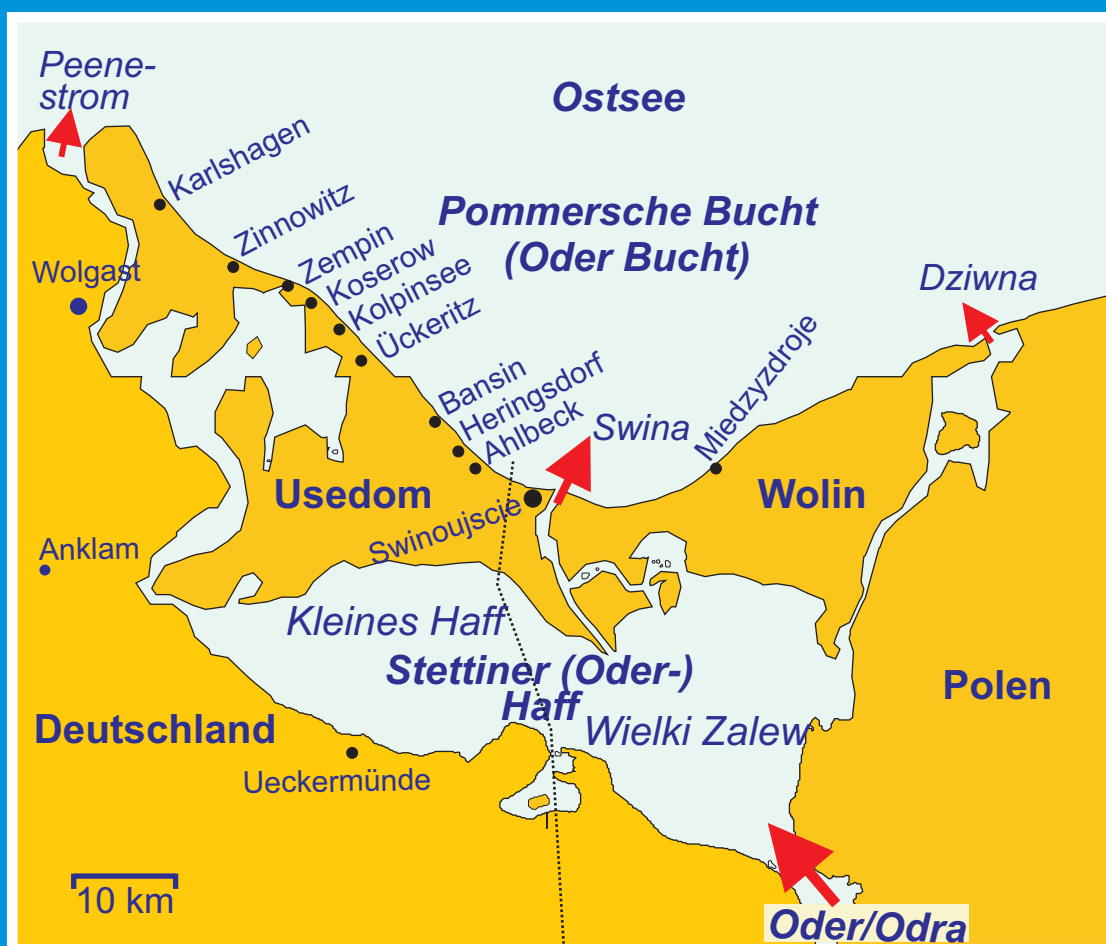 Peene-
strom
Ostsee
Karlshagen
Pommersche Bucht
(Oder Bucht)
Zinnowitz
Zempin
Koserow
Kolpinsee
Ückeritz
Wolgast
Dziwna
Bansin
Heringsdorf
Ahlbeck
Swina
Miedzyzdroje
Usedom
Wolin
Swinoujscie
Anklam
Kleines Haff
Stettiner (Oder-)
Haff
Wielki Zalew
Polen
Deutschland
Ueckermünde
10 km
Oder/Odra